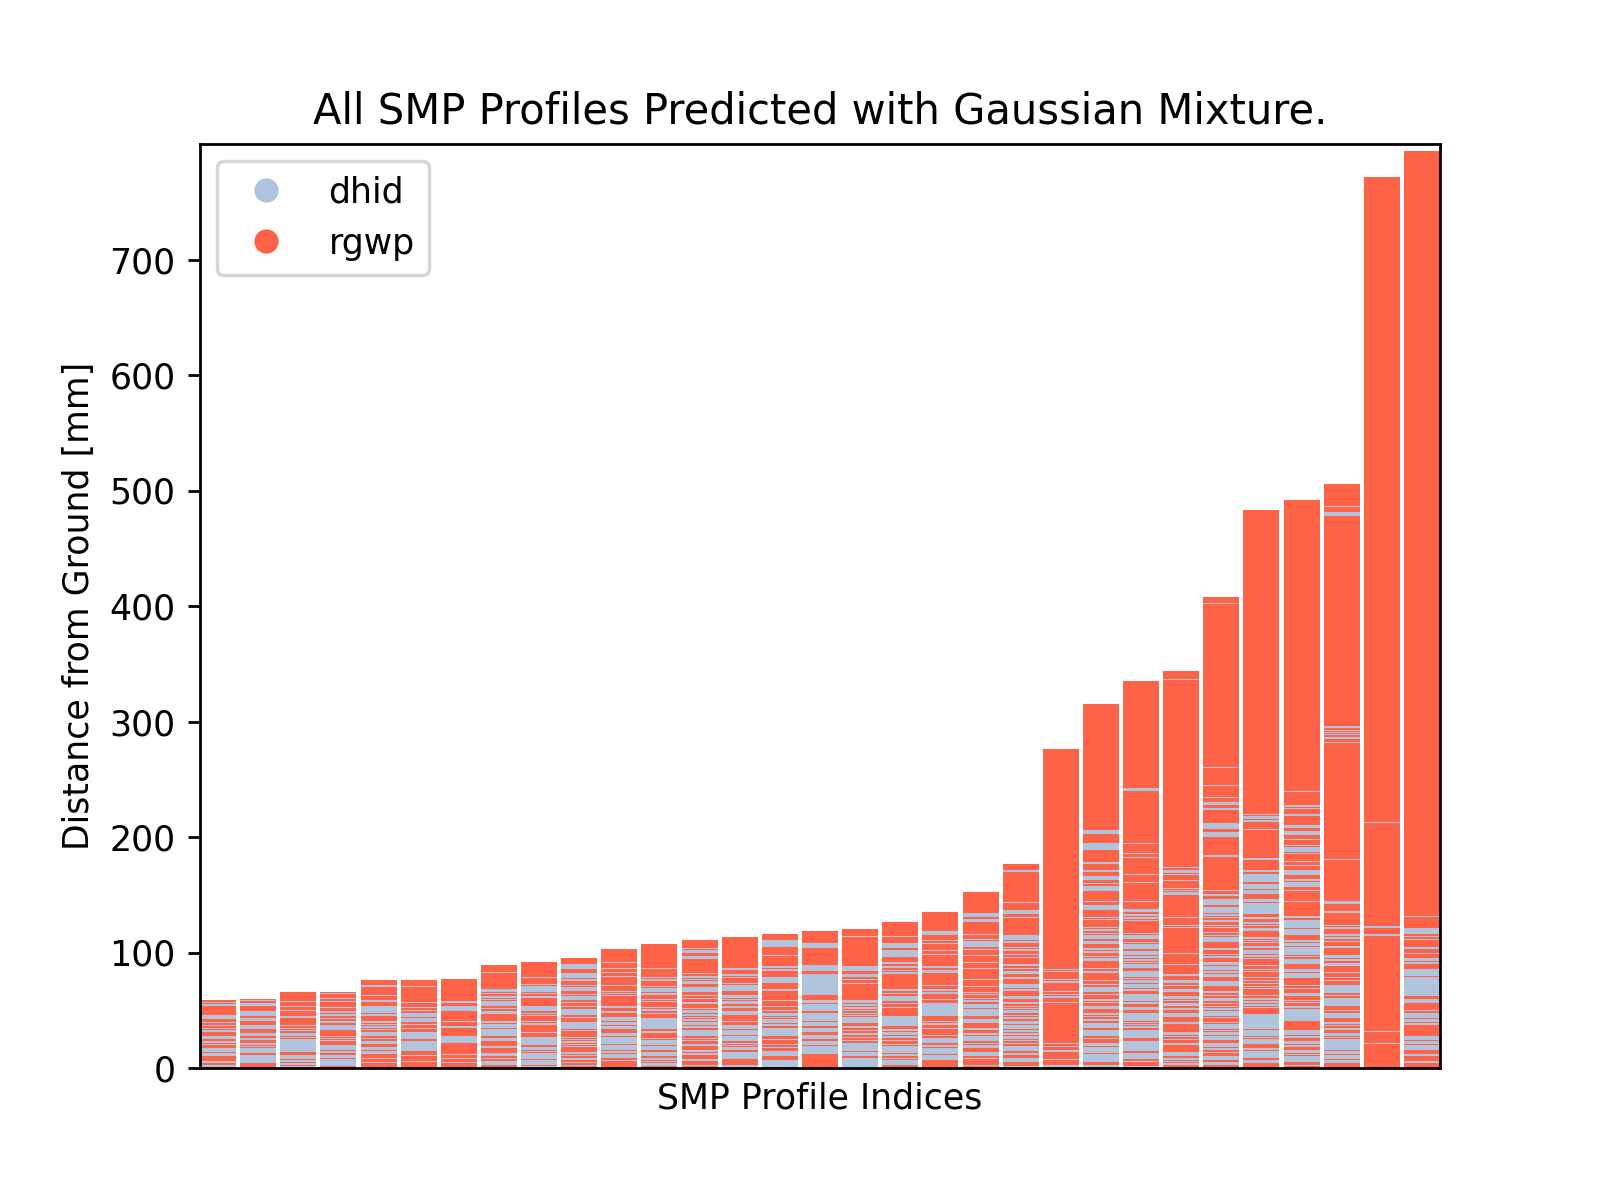 All SMP Profiles Predicted with Gaussian Mixture.
dhid
rgwp
700
600
500
400
300
200
100
0
Distance from Ground [mm]
SMP Profile Indices